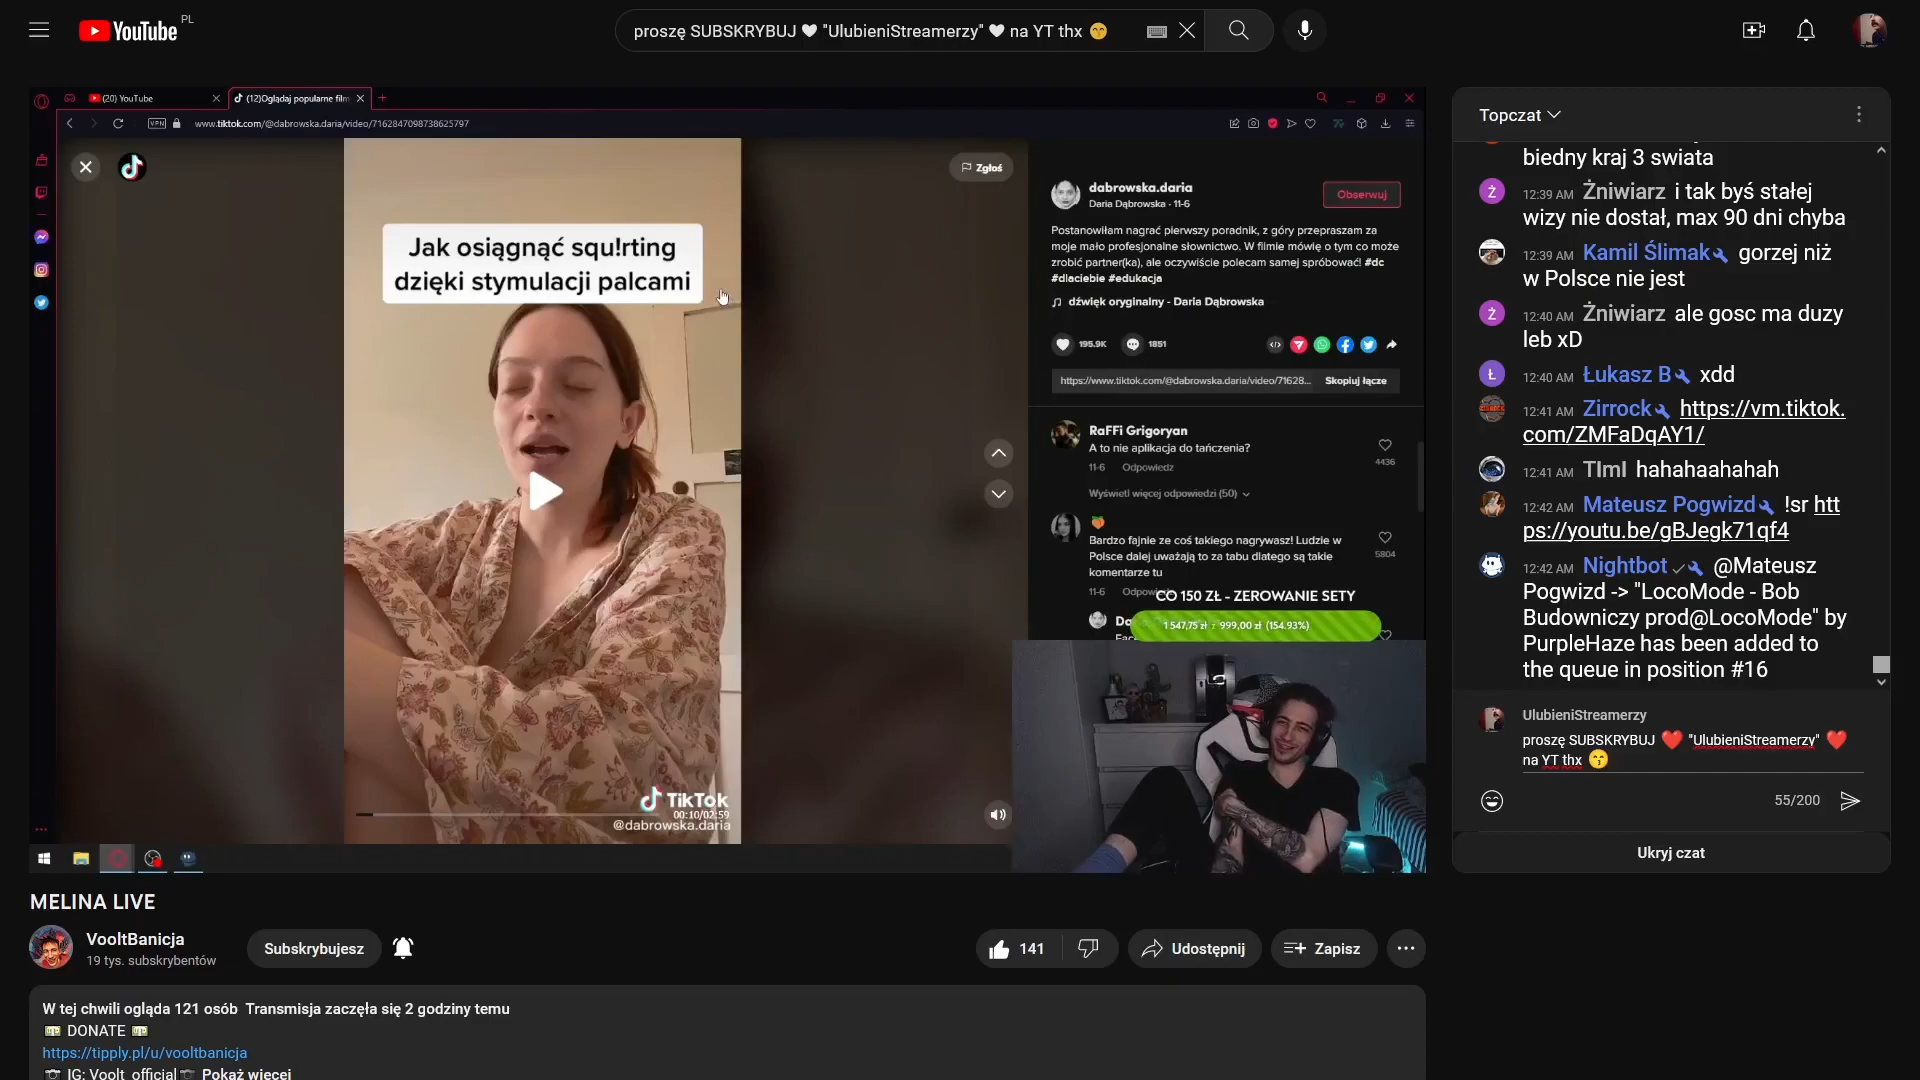 YouTube PL
proszę SUBSKRYBUJ 🤍 "UlubieniStreamerzy" 🤍 na YT thx 😙
(20) YouTube
(12)Oglądaj popularne film
VPN
www.tiktok.com/@dabrowska.daria/video/7162847098738625797
Zgłoś
Jak osiągnąć squ!rting
dzięki stymulacji palcami
TikTok
00:10/02:59
@dabrowska.daria
dabrowska.daria
Daria Dąbrowska · 11-6
Obserwuj
Postanowiłam nagrać pierwszy poradnik, z góry przepraszam za
moje mało profesjonalne słownictwo. W filmie mówię o tym co może
zrobić partner(ka), ale oczywiście polecam samej spróbować! #dc
#dlaciebie #edukacja
dźwięk oryginalny - Daria Dąbrowska
195.9K
1851
https://www.tiktok.com/@dabrowska.daria/video/71628...
Skopiuj łącze
RaFFi Grigoryan
A to nie aplikacja do tańczenia?
11-6 Odpowiedz
4436
Wyświetl więcej odpowiedzi (50)
🍑
Bardzo fajnie ze coś takiego nagrywasz! Ludzie w
Polsce dalej uważają to za tabu dlatego są takie
komentarze tu
5804
11-6
CO 150 ZŁ - ZEROWANIE SETY
1 547,75 zł z 999,00 zł (154.93%)
Topczat
biedny kraj 3 swiata
12:39 AM Żniwiarz i tak byś stałej
wizy nie dostał, max 90 dni chyba
12:39 AM Kamil Ślimak gorzej niż
w Polsce nie jest
12:40 AM Żniwiarz ale gosc ma duzy
leb xD
12:40 AM Łukasz B xdd
12:41 AM Zirrock https://vm.tiktok.
com/ZMFaDqAY1/
12:41 AM TImI hahahaahahah
12:42 AM Mateusz Pogwizd !sr htt
ps://youtu.be/gBJegk71qf4
12:42 AM Nightbot @Mateusz
Pogwizd -> "LocoMode - Bob
Budowniczy prod@LocoMode" by
PurpleHaze has been added to
the queue in position #16
UlubieniStreamerzy
proszę SUBSKRYBUJ ❤️ "UlubieniStreamerzy" ❤️
na YT thx 😙
55/200
Ukryj czat
MELINA LIVE
VooltBanicja
19 tys. subskrybentów
Subskrybujesz
141
Udostępnij
Zapisz
W tej chwili ogląda 121 osób Transmisja zaczęła się 2 godziny temu
💵 DONATE 💵
https://tipply.pl/u/vooltbanicja
📷 IG: Voolt_official📷 Pokaż więcej